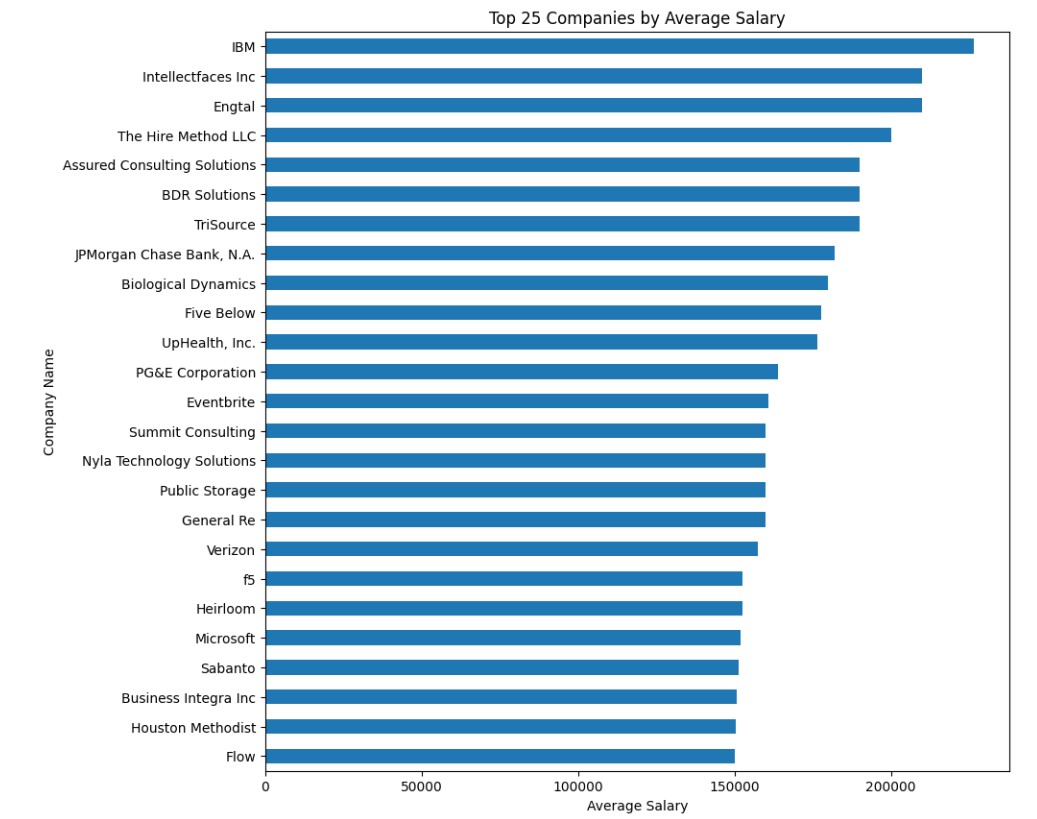 Top 25 Companies by Average Salary
IBM
Intellectfaces Inc
Engtal
The Hire Method LLC
Assured Consulting Solutions
BDR Solutions
TriSource
JPMorgan Chase Bank, N.A.
Biological Dynamics
Five Below
UpHealth, Inc.
PG&E Corporation
Eventbrite
Summit Consulting
Nyla Technology Solutions
Public Storage
General Re
Verizon
f5
Heirloom
Microsoft
Sabanto
Business Integra Inc
Houston Methodist
Flow
Company Name
0 50000 100000 150000 200000
Average Salary